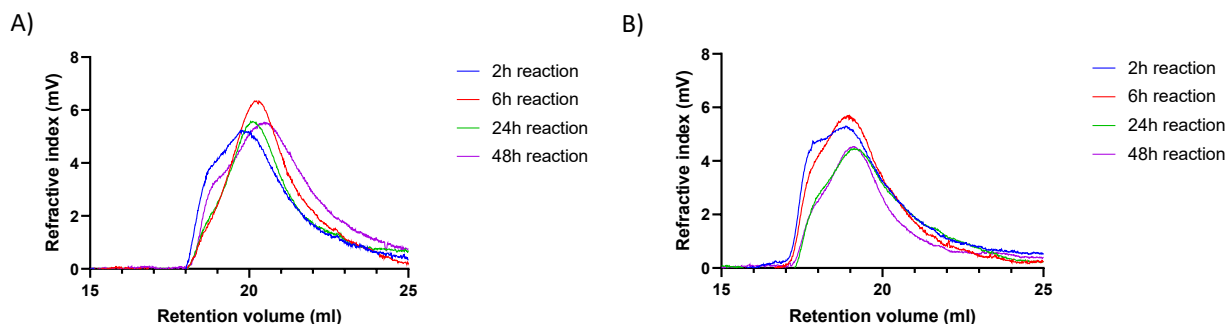 A)
Refractive index (mV)
8
6
4
2
0
15
20
25
Retention volume (ml)
2h reaction
6h reaction
24h reaction
48h reaction
B)
Refractive index (mV)
8
6
4
2
0
15
20
25
Retention volume (ml)
2h reaction
6h reaction
24h reaction
48h reaction